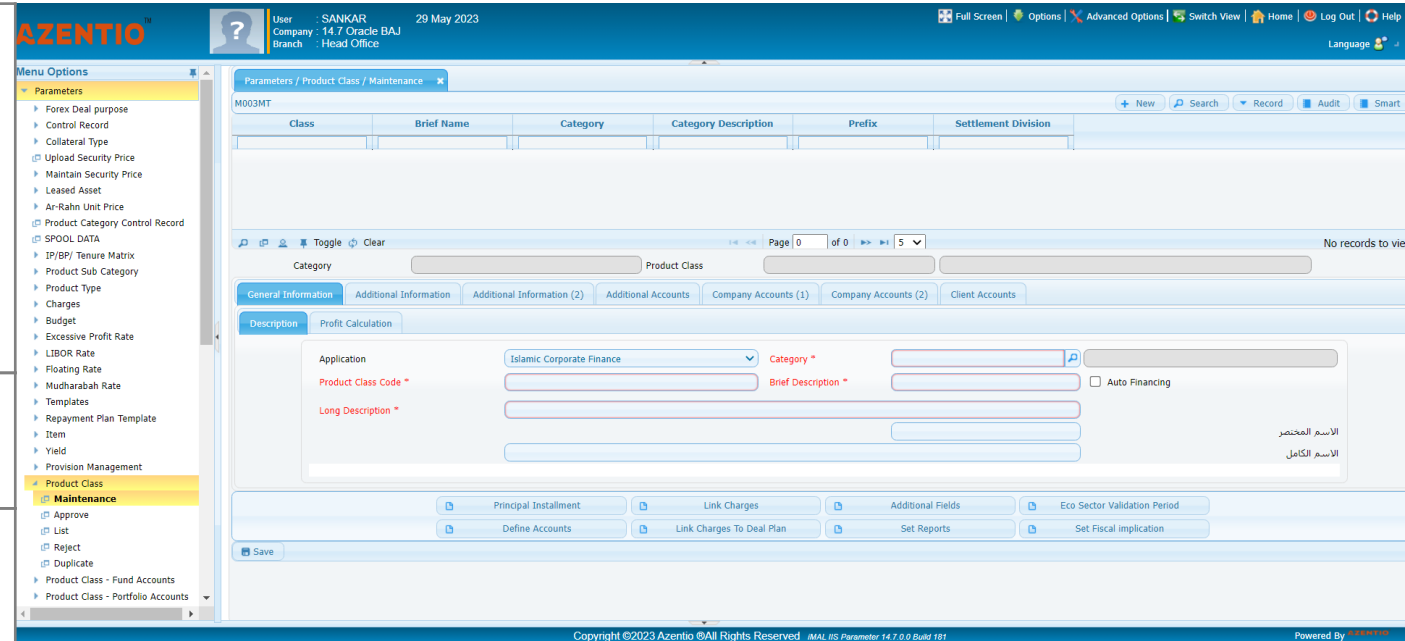 AZENTIO™
User : SANKAR 29 May 2023
Company : 14.7 Oracle BAJ
Branch : Head Office
Full Screen | Options | Advanced Options | Switch View | Home | Log Out | Help
Language
Menu Options
Parameters
Forex Deal purpose
Control Record
Collateral Type
Upload Security Price
Maintain Security Price
Leased Asset
Ar-Rahn Unit Price
Product Category Control Record
SPOOL DATA
IP/BP/ Tenure Matrix
Product Sub Category
Product Type
Charges
Budget
Excessive Profit Rate
LIBOR Rate
Floating Rate
Mudharabah Rate
Templates
Repayment Plan Template
Item
Yield
Provision Management
Product Class
Maintenance
Approve
List
Reject
Duplicate
Product Class - Fund Accounts
Product Class - Portfolio Accounts
Parameters / Product Class / Maintenance
M003MT
New Search Record Audit Smart
Class Brief Name Category Category Description Prefix Settlement Division
Toggle Clear Page 0 of 0 5 No records to vie
Category Product Class
General Information Additional Information Additional Information (2) Additional Accounts Company Accounts (1) Company Accounts (2) Client Accounts
Description Profit Calculation
Application Islamic Corporate Finance Category *
Product Class Code * Brief Description * Auto Financing
Long Description *
الاسم المختصر
الاسم الكامل
Principal Installment Link Charges Additional Fields Eco Sector Validation Period
Define Accounts Link Charges To Deal Plan Set Reports Set Fiscal implication
Save
Copyright ©2023 Azentio ®All Rights Reserved iMAL IIS Parameter 14.7.0.0 Build 181 Powered By AZENTIO